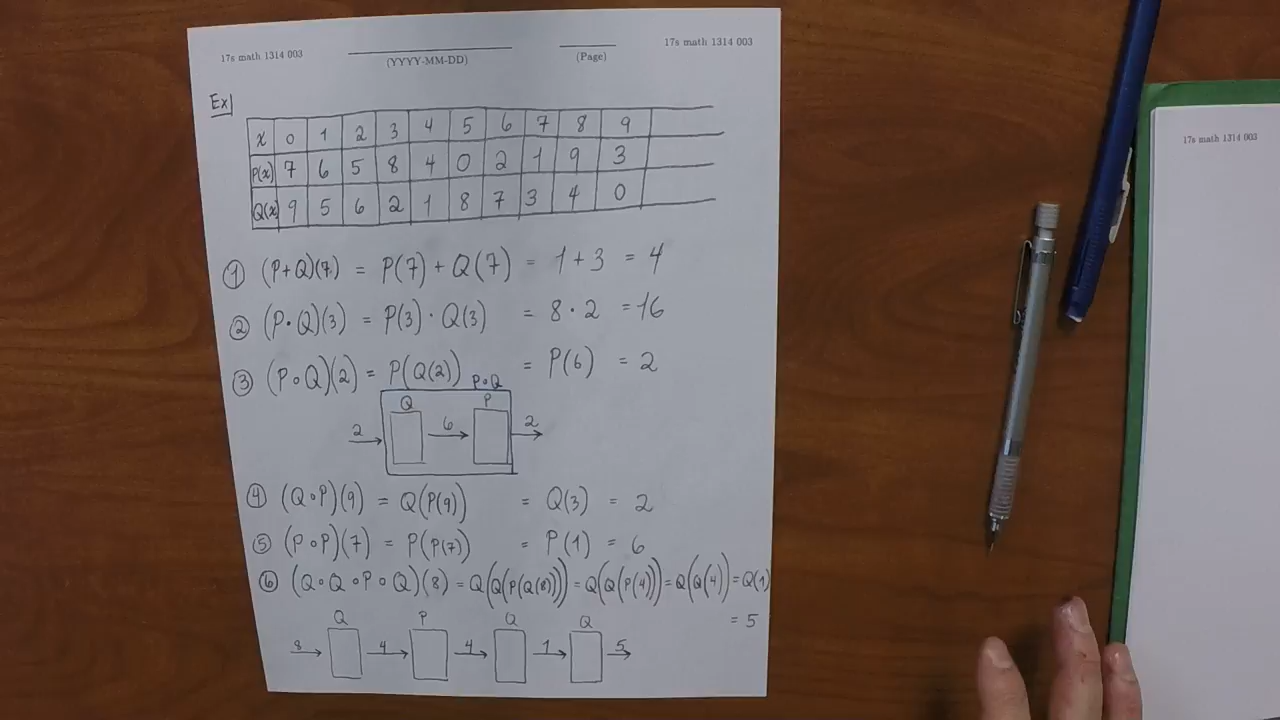 17s math 1314 003 (YYYY-MM-DD) (Page) 17s math 1314 003
Ex|
x 0 1 2 3 4 5 6 7 8 9
P(x) 7 6 5 8 4 0 2 1 9 3
Q(x) 9 5 6 2 1 8 7 3 4 0
① (P+Q)(7) = P(7) + Q(7) = 1 + 3 = 4
② (P·Q)(3) = P(3) · Q(3) = 8 · 2 = 16
③ (P∘Q)(2) = P(Q(2)) = P(6) = 2
P∘Q
Q P
2 6 2
④ (Q∘P)(9) = Q(P(9)) = Q(3) = 2
⑤ (P∘P)(7) = P(P(7)) = P(1) = 6
⑥ (Q∘Q∘P∘Q)(8) = Q(Q(P(Q(8)))) = Q(Q(P(4))) = Q(Q(4)) = Q(1)
= 5
Q P Q Q
8 4 4 1 5
17s math 1314 003